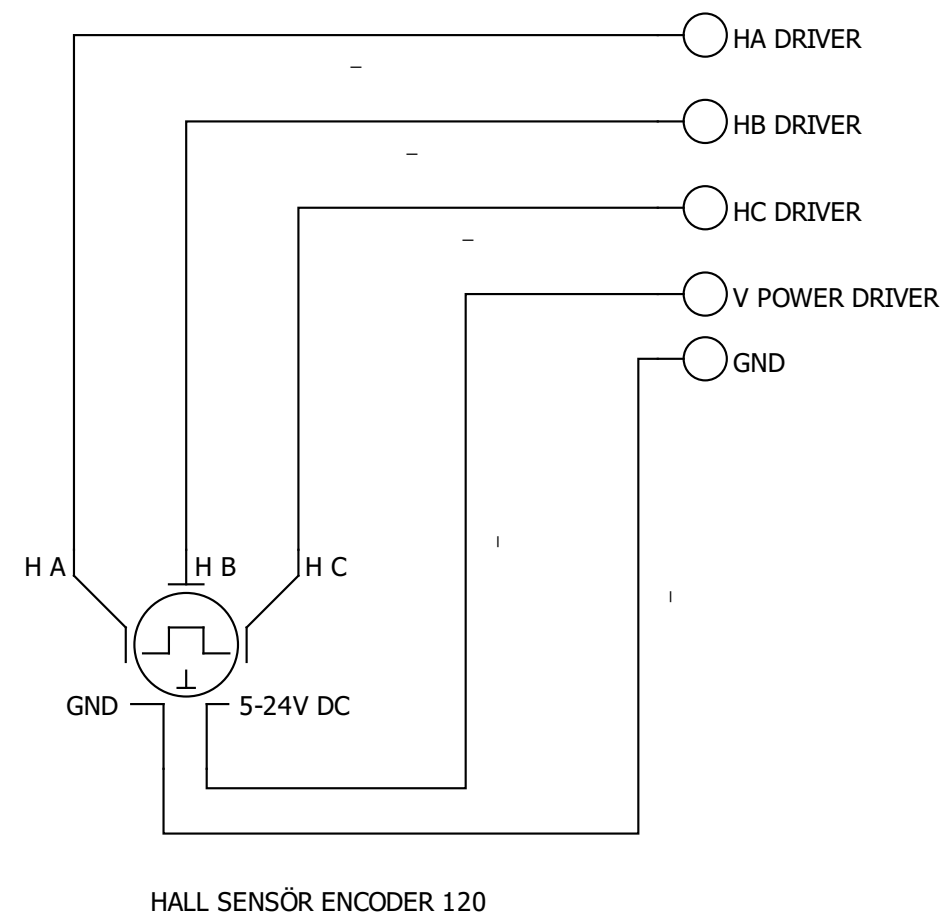 HA DRIVER
HB DRIVER
HC DRIVER
V POWER DRIVER
GND
H A
H B
H C
GND
5-24V DC
HALL SENSÖR ENCODER 120